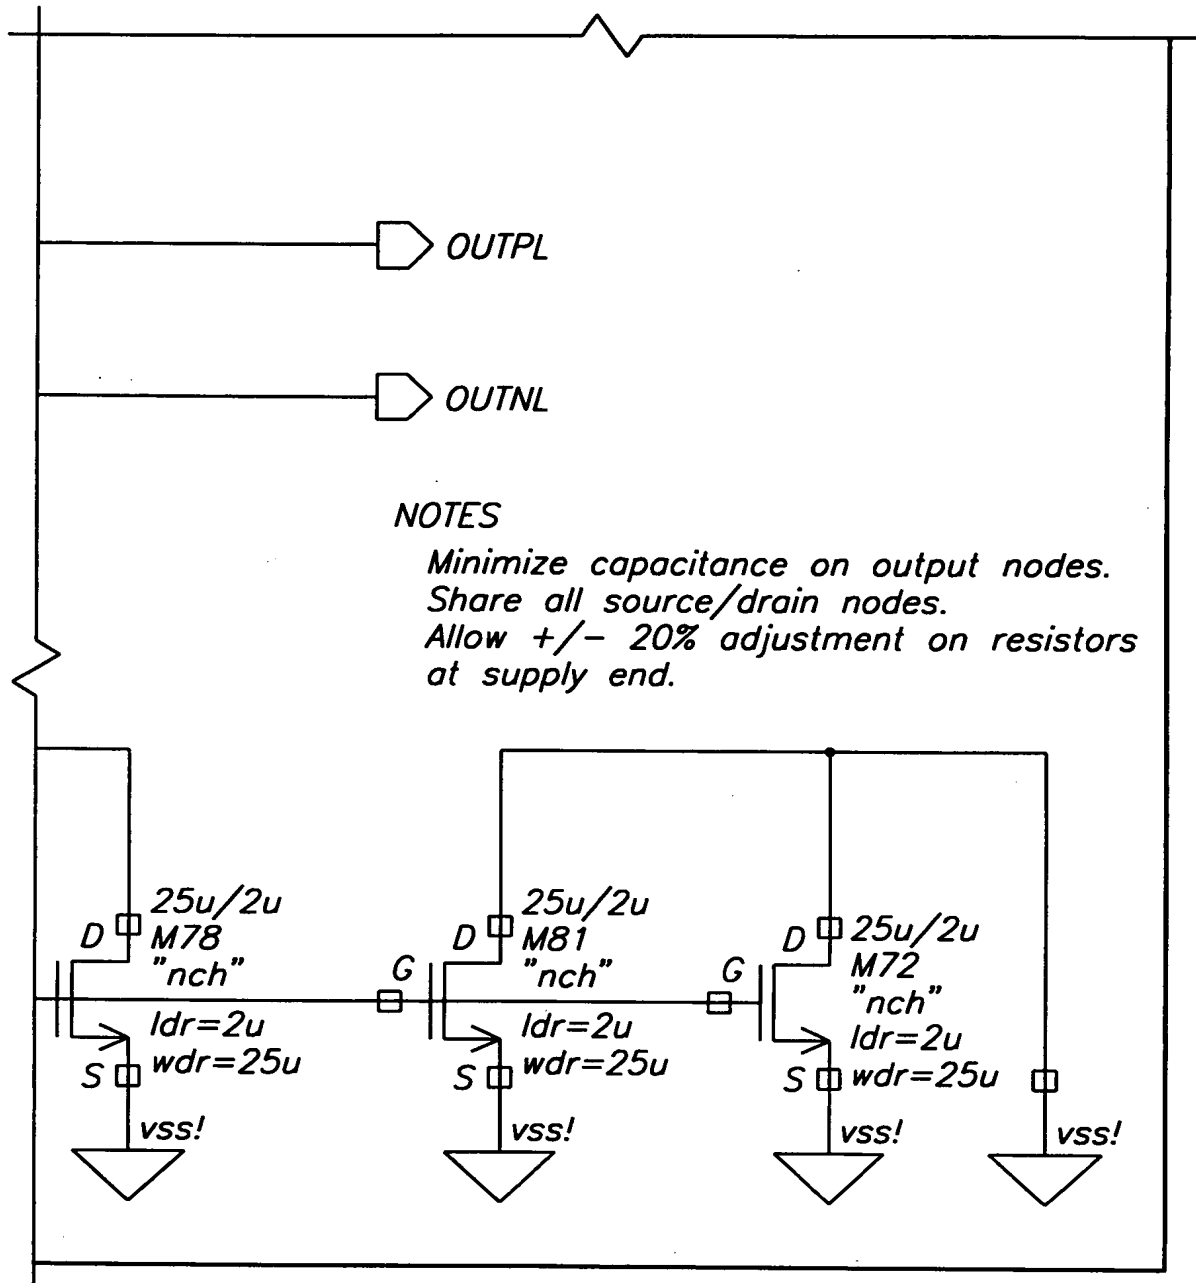 OUTPL
OUTNL
NOTES
Minimize capacitance on output nodes.
Share all source/drain nodes.
Allow +/- 20% adjustment on resistors
at supply end.
D
25u/2u
M78
"nch"
ldr=2u
wdr=25u
S
vss!
G
D
25u/2u
M81
"nch"
ldr=2u
wdr=25u
S
vss!
G
D
25u/2u
M72
"nch"
ldr=2u
wdr=25u
S
vss!
vss!